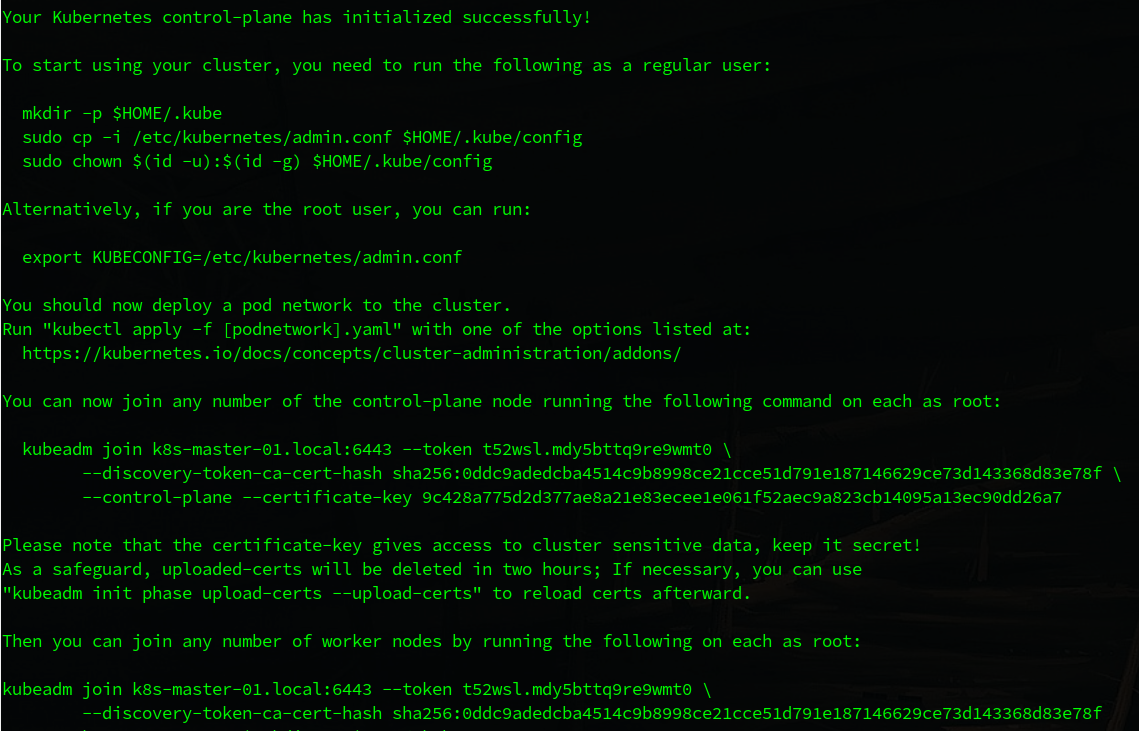 Your Kubernetes control-plane has initialized successfully!
To start using your cluster, you need to run the following as a regular user:
mkdir -p $HOME/.kube
sudo cp -i /etc/kubernetes/admin.conf $HOME/.kube/config
sudo chown $(id -u):$(id -g) $HOME/.kube/config
Alternatively, if you are the root user, you can run:
export KUBECONFIG=/etc/kubernetes/admin.conf
You should now deploy a pod network to the cluster.
Run "kubectl apply -f [podnetwork].yaml" with one of the options listed at:
https://kubernetes.io/docs/concepts/cluster-administration/addons/
You can now join any number of the control-plane node running the following command on each as root:
kubeadm join k8s-master-01.local:6443 --token t52wsl.mdy5bttq9re9wmt0 \
--discovery-token-ca-cert-hash sha256:0ddc9adedcba4514c9b8998ce21cce51d791e187146629ce73d143368d83e78f \
--control-plane --certificate-key 9c428a775d2d377ae8a21e83ecee1e061f52aec9a823cb14095a13ec90dd26a7
Please note that the certificate-key gives access to cluster sensitive data, keep it secret!
As a safeguard, uploaded-certs will be deleted in two hours; If necessary, you can use
"kubeadm init phase upload-certs --upload-certs" to reload certs afterward.
Then you can join any number of worker nodes by running the following on each as root:
kubeadm join k8s-master-01.local:6443 --token t52wsl.mdy5bttq9re9wmt0 \
--discovery-token-ca-cert-hash sha256:0ddc9adedcba4514c9b8998ce21cce51d791e187146629ce73d143368d83e78f